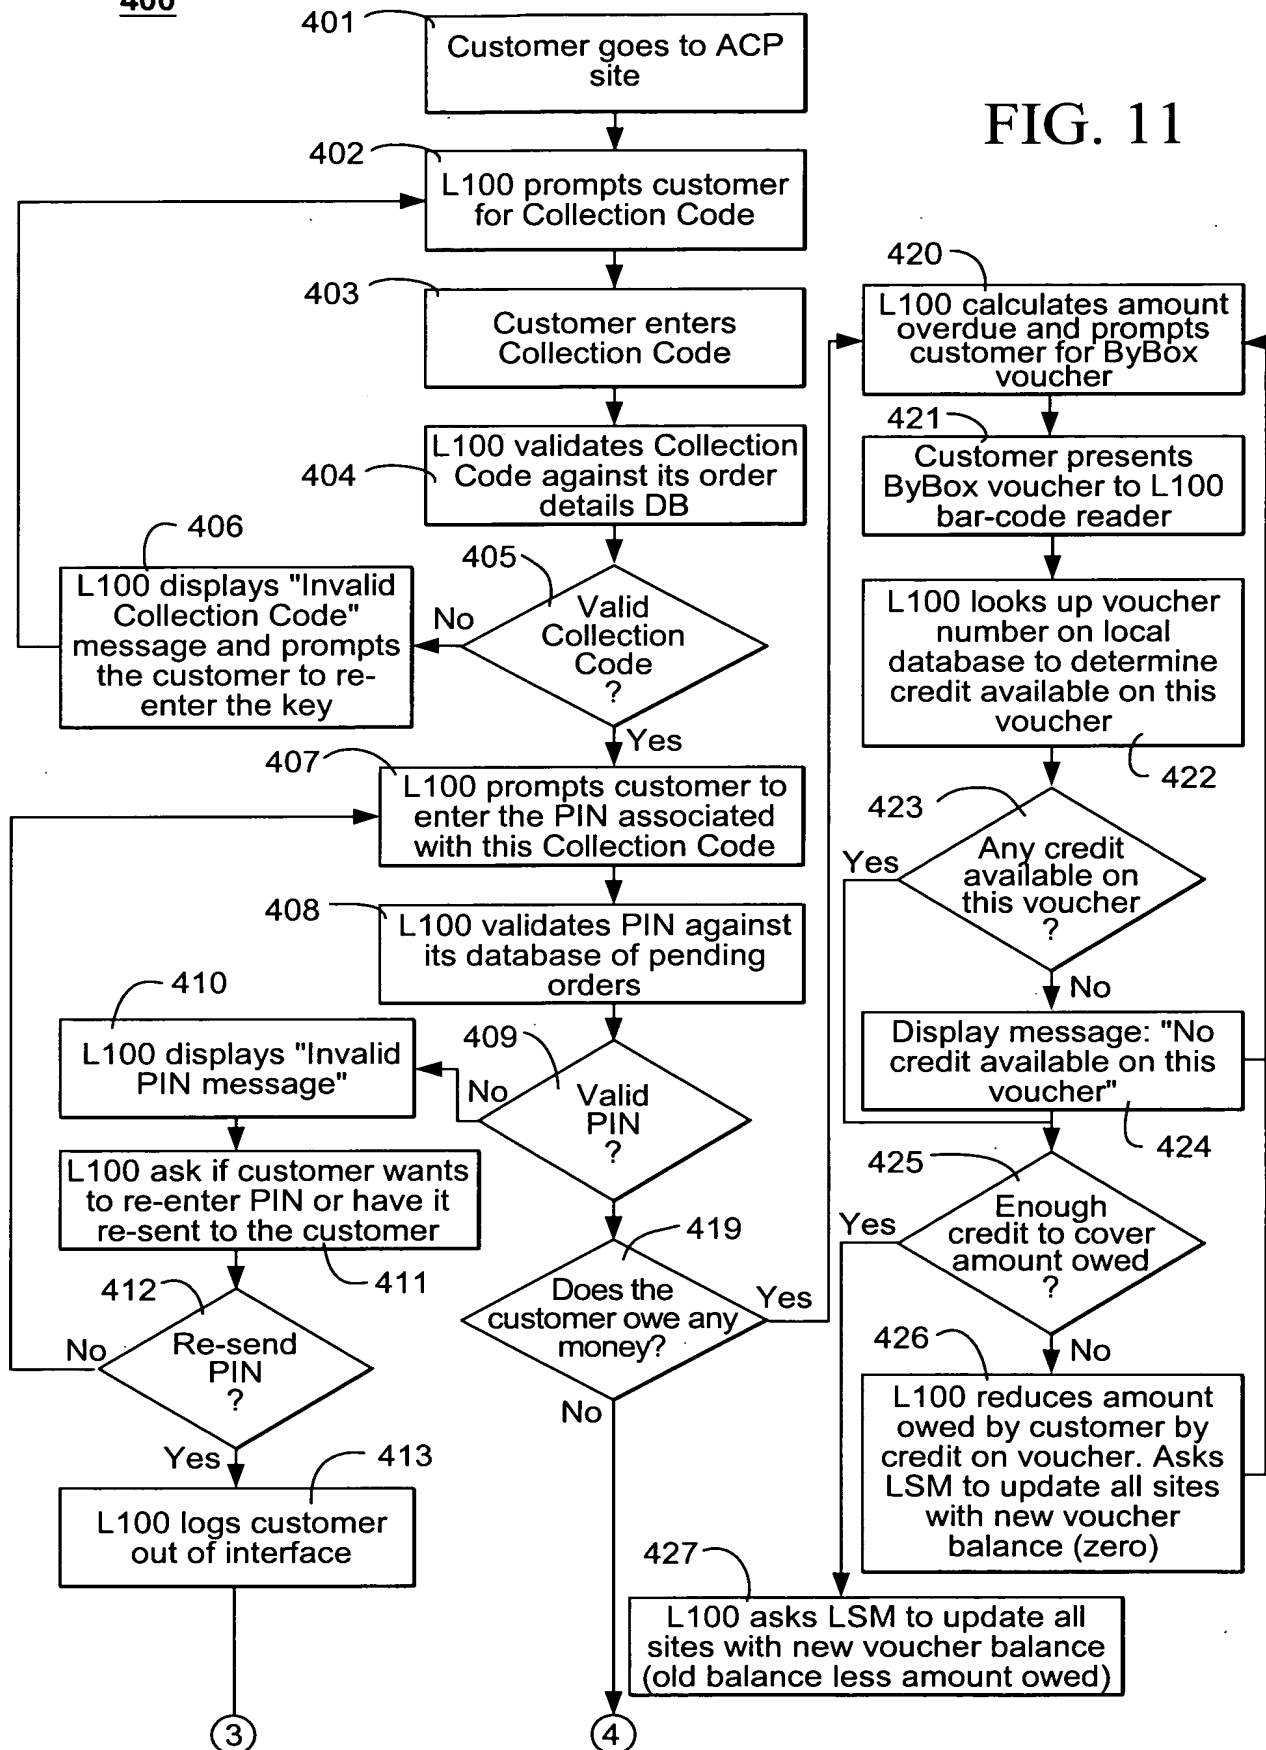 400
401
Customer goes to ACP
site
FIG. 11
402
L100 prompts customer
for Collection Code
403
Customer enters
Collection Code
404
L100 validates Collection
Code against its order
details DB
405
Valid
Collection
Code
?
No
Yes
406
L100 displays "Invalid
Collection Code"
message and prompts
the customer to re-
enter the key
407
L100 prompts customer to
enter the PIN associated
with this Collection Code
408
L100 validates PIN against
its database of pending
orders
409
Valid
PIN
?
No
410
L100 displays "Invalid
PIN message"
L100 ask if customer wants
to re-enter PIN or have it
re-sent to the customer
411
412
Re-send
PIN
?
No
Yes
413
L100 logs customer
out of interface
3
419
Does the
customer owe any
money?
Yes
No
4
420
L100 calculates amount
overdue and prompts
customer for ByBox
voucher
421
Customer presents
ByBox voucher to L100
bar-code reader
L100 looks up voucher
number on local
database to determine
credit available on this
voucher
422
423
Any credit
available on
this voucher
?
Yes
No
Display message: "No
credit available on this
voucher"
424
425
Enough
credit to cover
amount owed
?
Yes
No
426
L100 reduces amount
owed by customer by
credit on voucher. Asks
LSM to update all sites
with new voucher
balance (zero)
427
L100 asks LSM to update all
sites with new voucher balance
(old balance less amount owed)